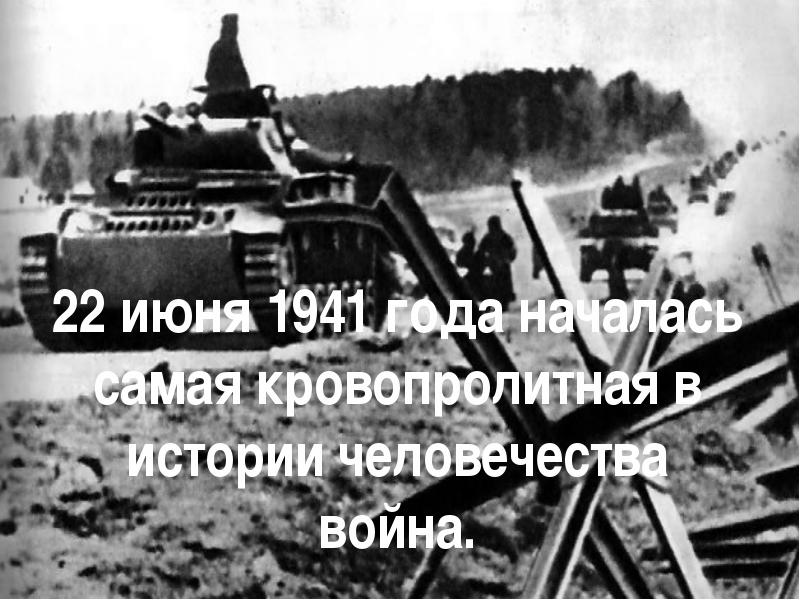 22 июня 1941 года началась
самая кровопролитная в
истории человечества
война.